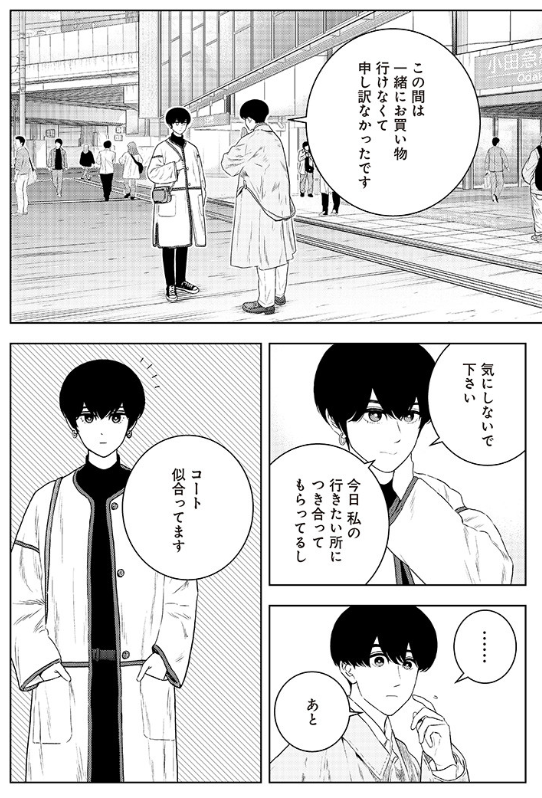 この間は
一緒にお買い物
行けなくて
申し訳なかったです
小田急
Odak
気にしないで
下さい
今日 私の
行きたい所に
つき合って
もらってるし
……
あと
コート
似合ってます